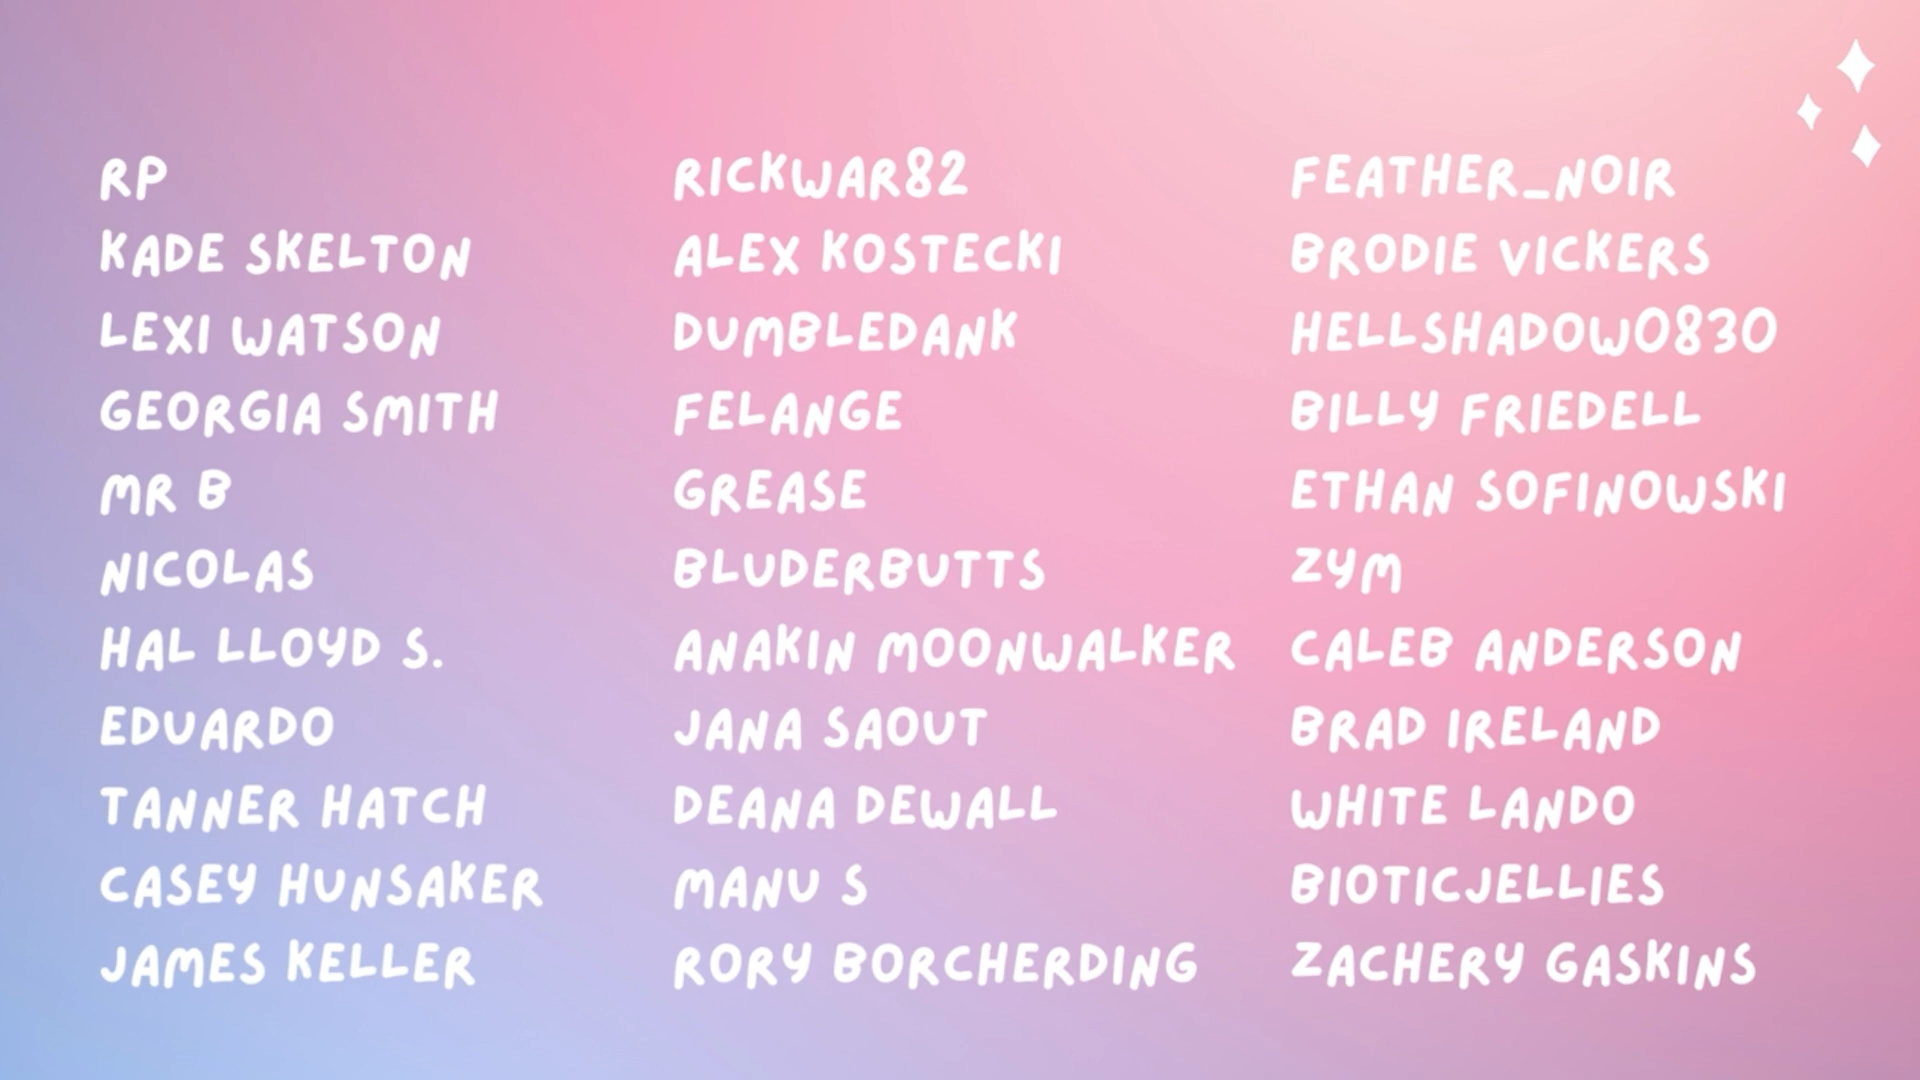 RP
KADE SKELTON
LEXI WATSON
GEORGIA SMITH
MR B
NICOLAS
HAL LLOYD S.
EDUARDO
TANNER HATCH
CASEY HUNSAKER
JAMES KELLER
RICKWAR82
ALEX KOSTECKI
DUMBLEDANK
FELANGE
GREASE
BLUDERBUTTS
ANAKIN MOONWALKER
JANA SAOUT
DEANA DEWALL
MANU S
RORY BORCHERDING
FEATHER_NOIR
BRODIE VICKERS
HELLSHADOW0830
BILLY FRIEDELL
ETHAN SOFINOWSKI
ZYM
CALEB ANDERSON
BRAD IRELAND
WHITE LANDO
BIOTICJELLIES
ZACHERY GASKINS